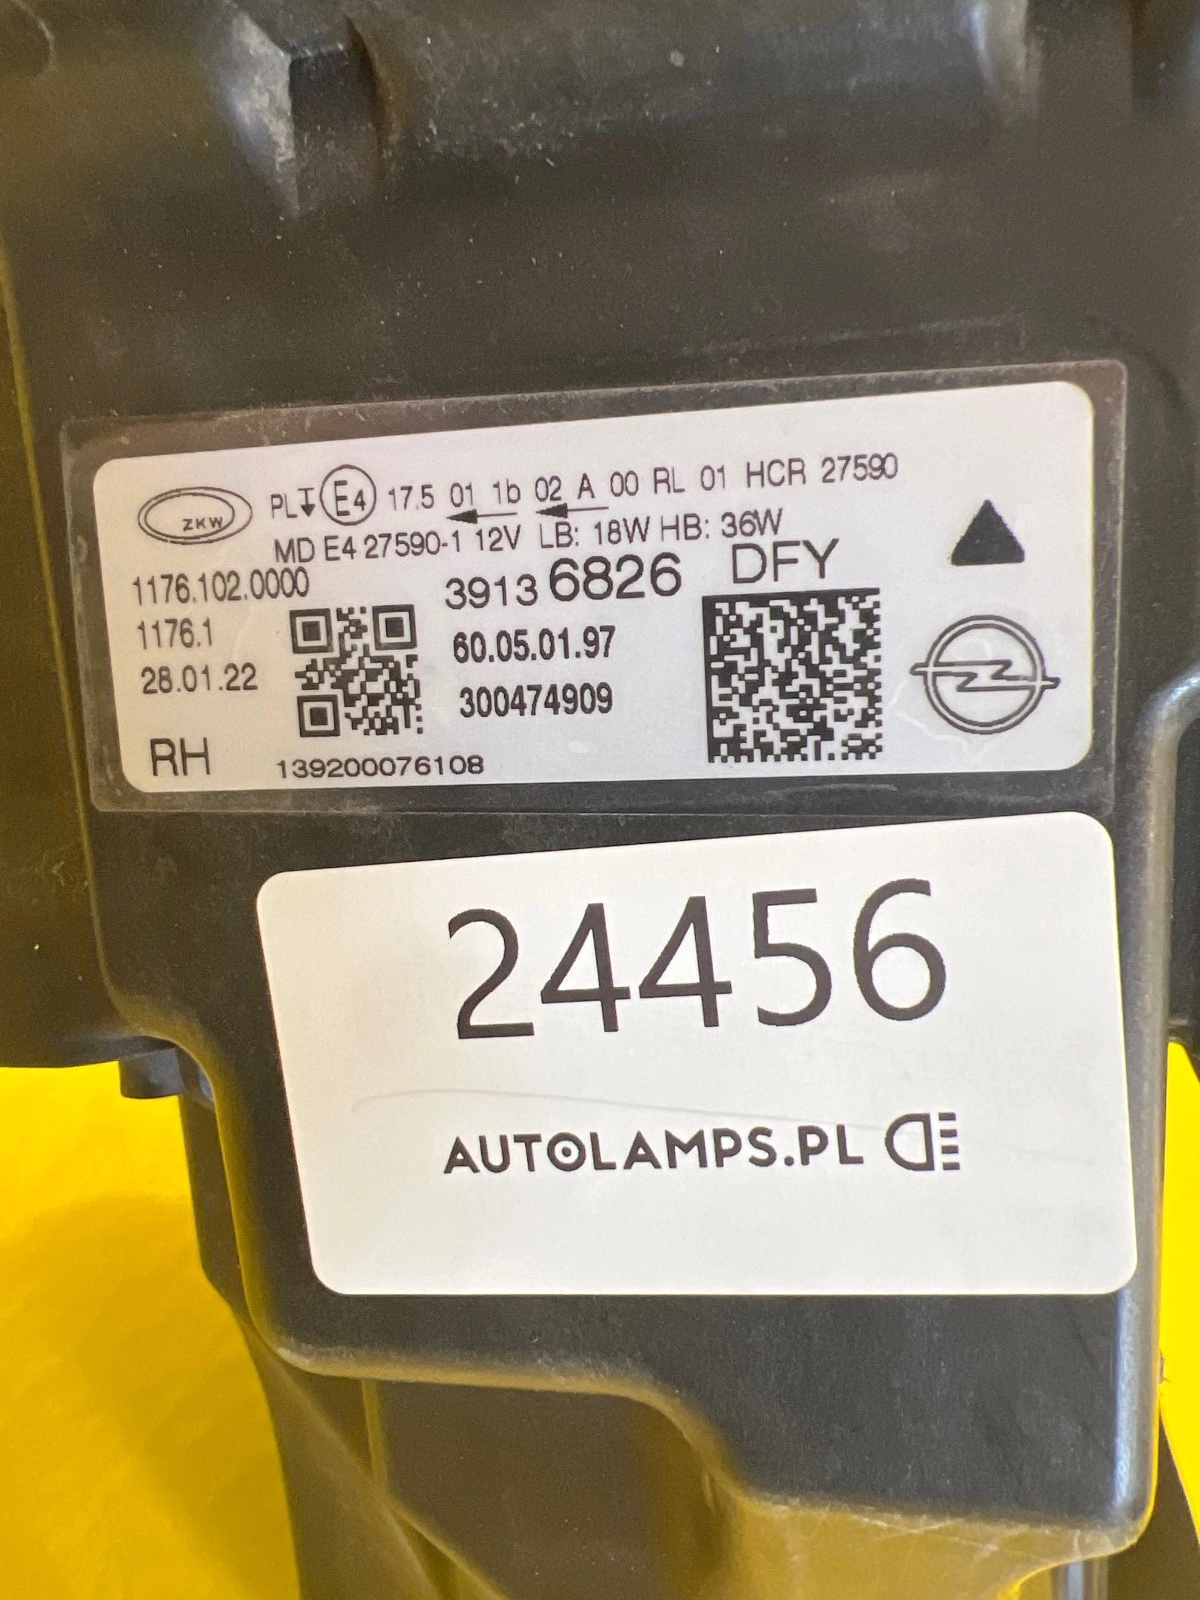 ZKW PL E4 17.5 01 1b 02 A 00 RL 01 HCR 27590
MD E4 27590-1 12V LB: 18W HB: 36W
1176.102.0000 39136826 DFY
1176.1 60.05.01.97
28.01.22 300474909
RH 139200076108
24456
AUTOLAMPS.PL